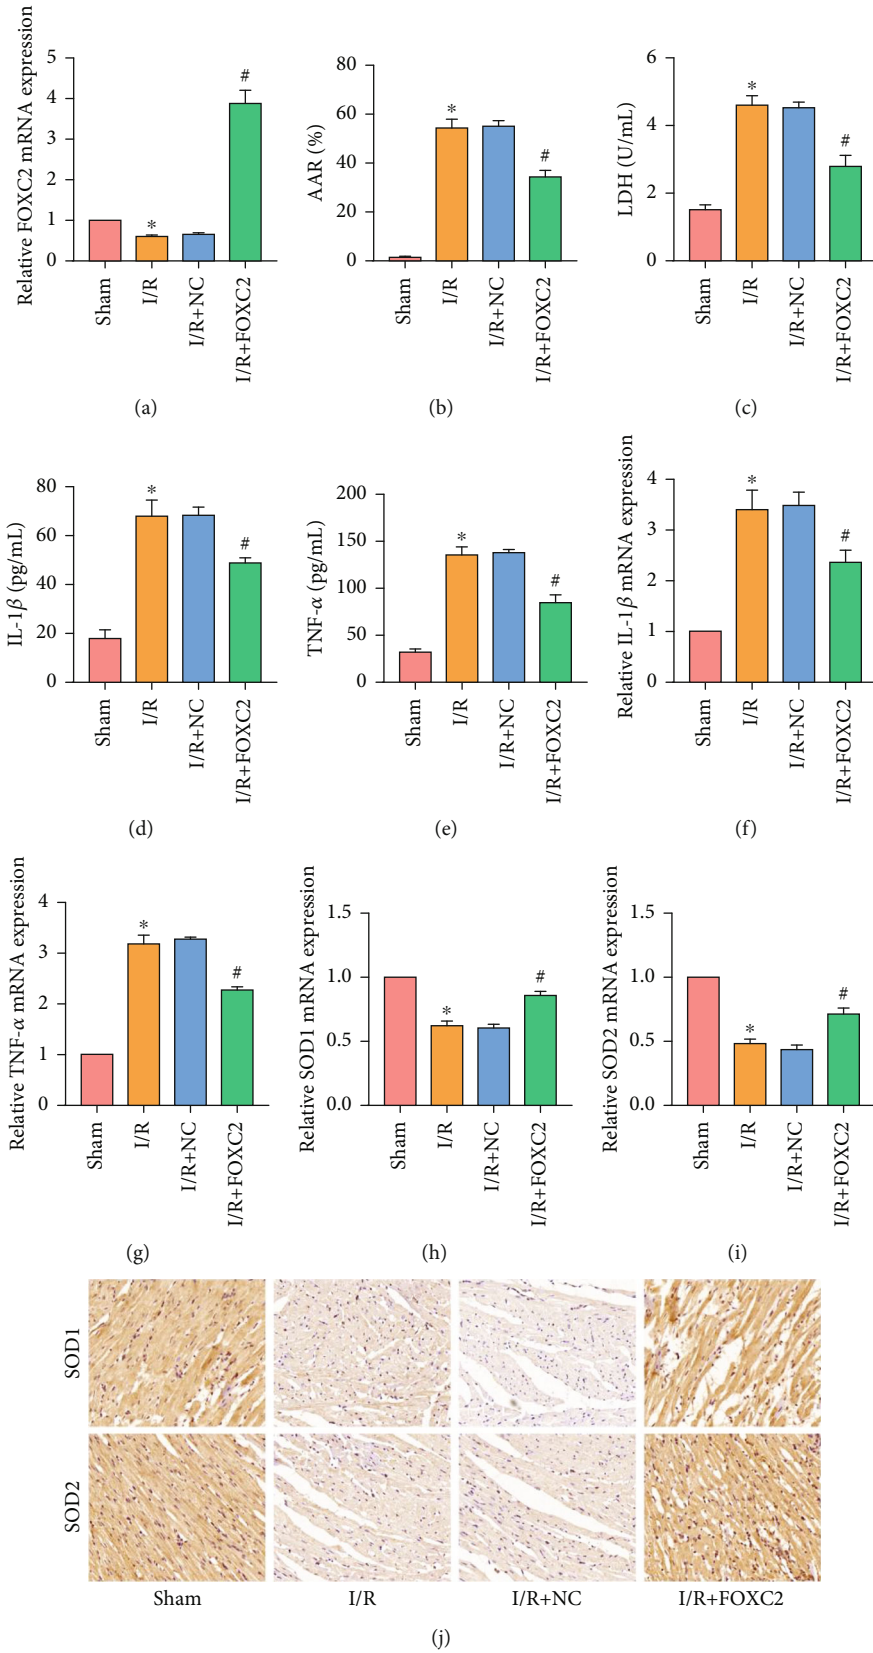 Relative FOXC2 mRNA expression
5
4
3
2
1
0
#
*
Sham
I/R
I/R+NC
I/R+FOXC2
(a)
AAR (%)
80
60
40
20
0
*
#
Sham
I/R
I/R+NC
I/R+FOXC2
(b)
LDH (U/mL)
6
4
2
0
*
#
Sham
I/R
I/R+NC
I/R+FOXC2
(c)
IL-1β (pg/mL)
80
60
40
20
0
*
#
Sham
I/R
I/R+NC
I/R+FOXC2
(d)
TNF-α (pg/mL)
200
150
100
50
0
*
#
Sham
I/R
I/R+NC
I/R+FOXC2
(e)
Relative IL-1β mRNA expression
4
3
2
1
0
*
#
Sham
I/R
I/R+NC
I/R+FOXC2
(f)
Relative TNF-α mRNA expression
4
3
2
1
0
*
#
Sham
I/R
I/R+NC
I/R+FOXC2
(g)
Relative SOD1 mRNA expression
1.5
1.0
0.5
0.0
*
#
Sham
I/R
I/R+NC
I/R+FOXC2
(h)
Relative SOD2 mRNA expression
1.5
1.0
0.5
0.0
*
#
Sham
I/R
I/R+NC
I/R+FOXC2
(i)
SOD1
SOD2
Sham
I/R
I/R+NC
I/R+FOXC2
(j)